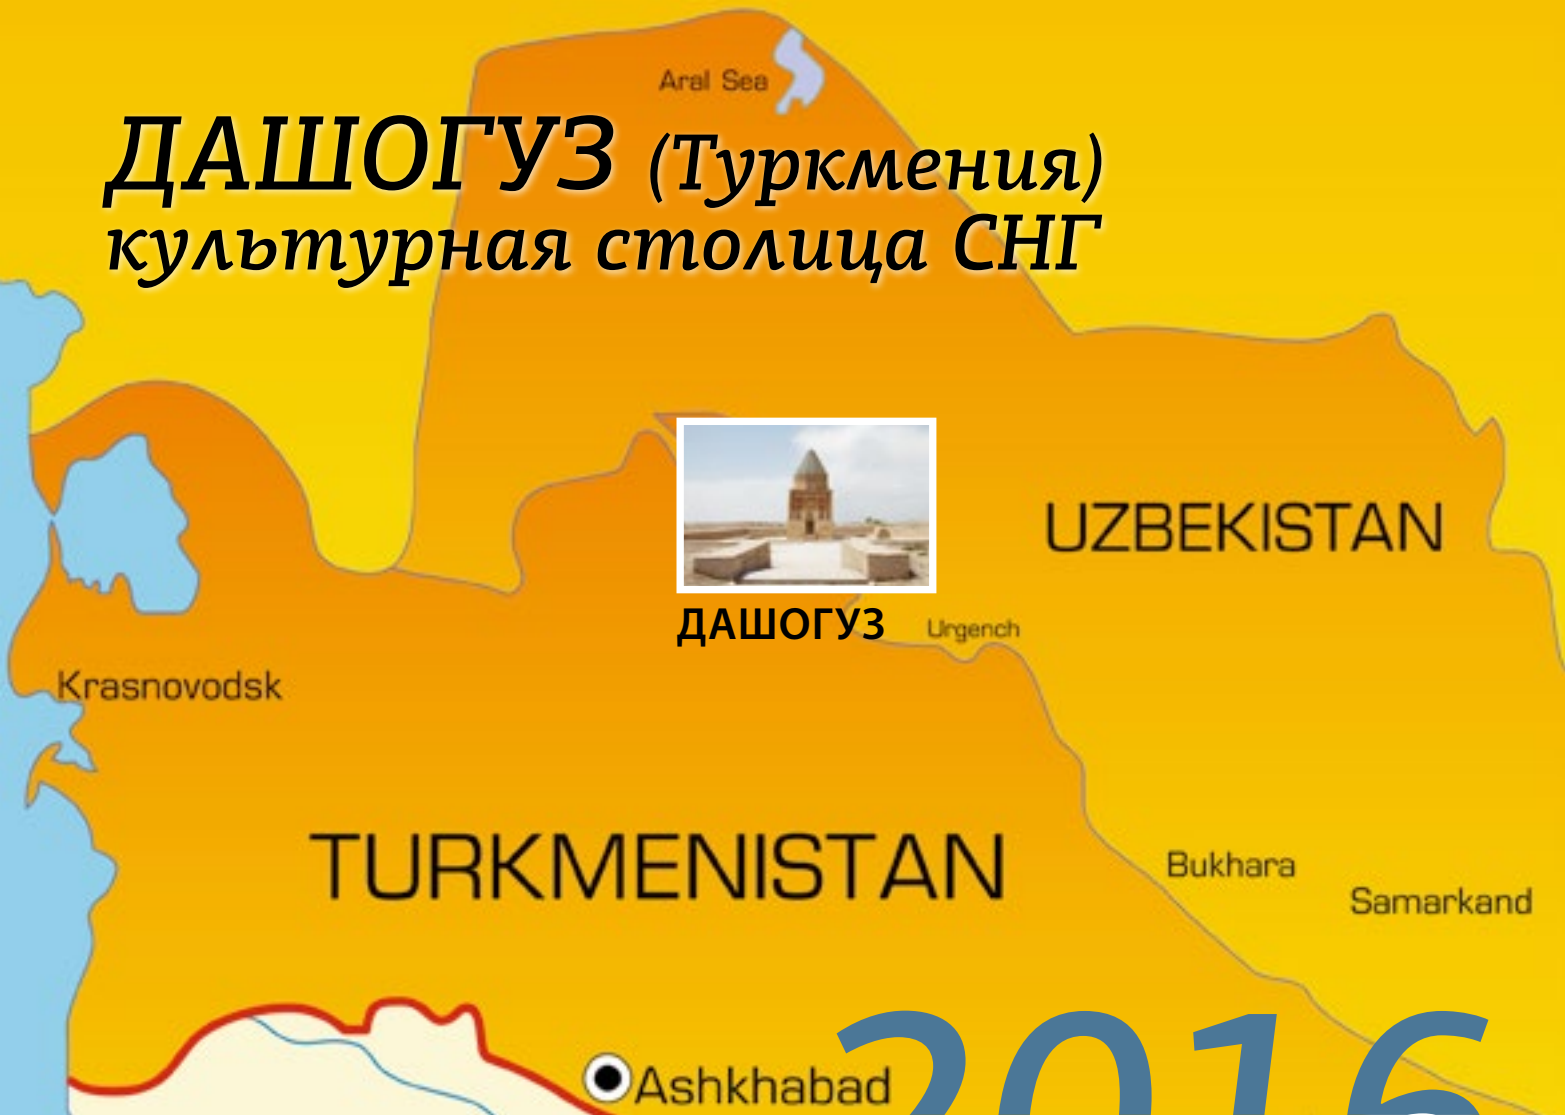 Aral Sea
ДАШОГУЗ (Туркмения)
культурная столица СНГ
UZBEKISTAN
ДАШОГУЗ
Urgench
Krasnovodsk
TURKMENISTAN
Bukhara
Samarkand
2016
Ashkhabad